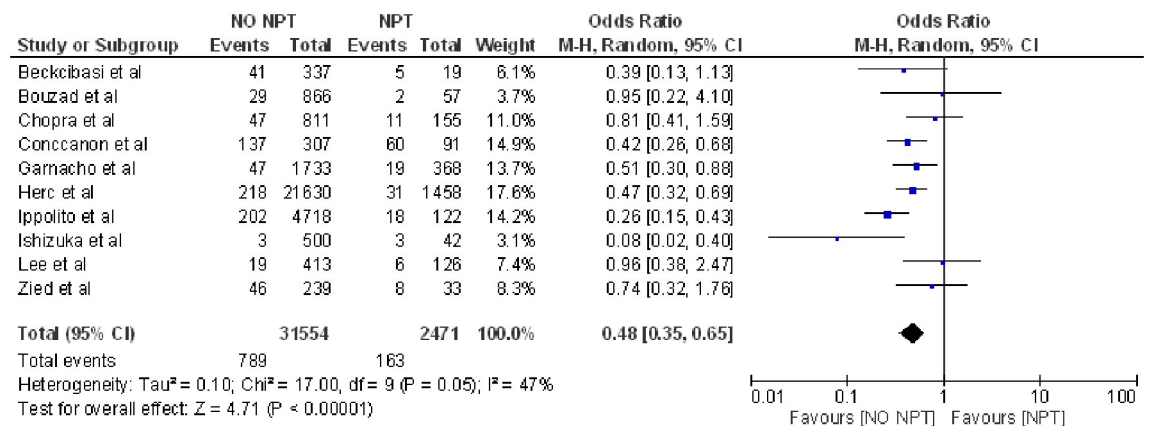 NO NPT NPT Odds Ratio Odds Ratio
Study or Subgroup Events Total Events Total Weight M-H, Random, 95% CI M-H, Random, 95% CI
Beckcibasi et al 41 337 5 19 6.1% 0.39 [0.13, 1.13]
Bouzad et al 29 866 2 57 3.7% 0.95 [0.22, 4.10]
Chopra et al 47 811 11 155 11.0% 0.81 [0.41, 1.59]
Conccanon et al 137 307 60 91 14.9% 0.42 [0.26, 0.68]
Garnacho et al 47 1733 19 368 13.7% 0.51 [0.30, 0.88]
Herc et al 218 21630 31 1458 17.6% 0.47 [0.32, 0.69]
Ippolito et al 202 4718 18 122 14.2% 0.26 [0.15, 0.43]
Ishizuka et al 3 500 3 42 3.1% 0.08 [0.02, 0.40]
Lee et al 19 413 6 126 7.4% 0.96 [0.38, 2.47]
Zied et al 46 239 8 33 8.3% 0.74 [0.32, 1.76]
Total (95% CI) 31554 2471 100.0% 0.48 [0.35, 0.65]
Total events 789 163
Heterogeneity: Tau² = 0.10; Chi² = 17.00, df = 9 (P = 0.05); I² = 47%
Test for overall effect: Z = 4.71 (P < 0.00001)
0.01 0.1 1 10 100
Favours [NO NPT] Favours [NPT]